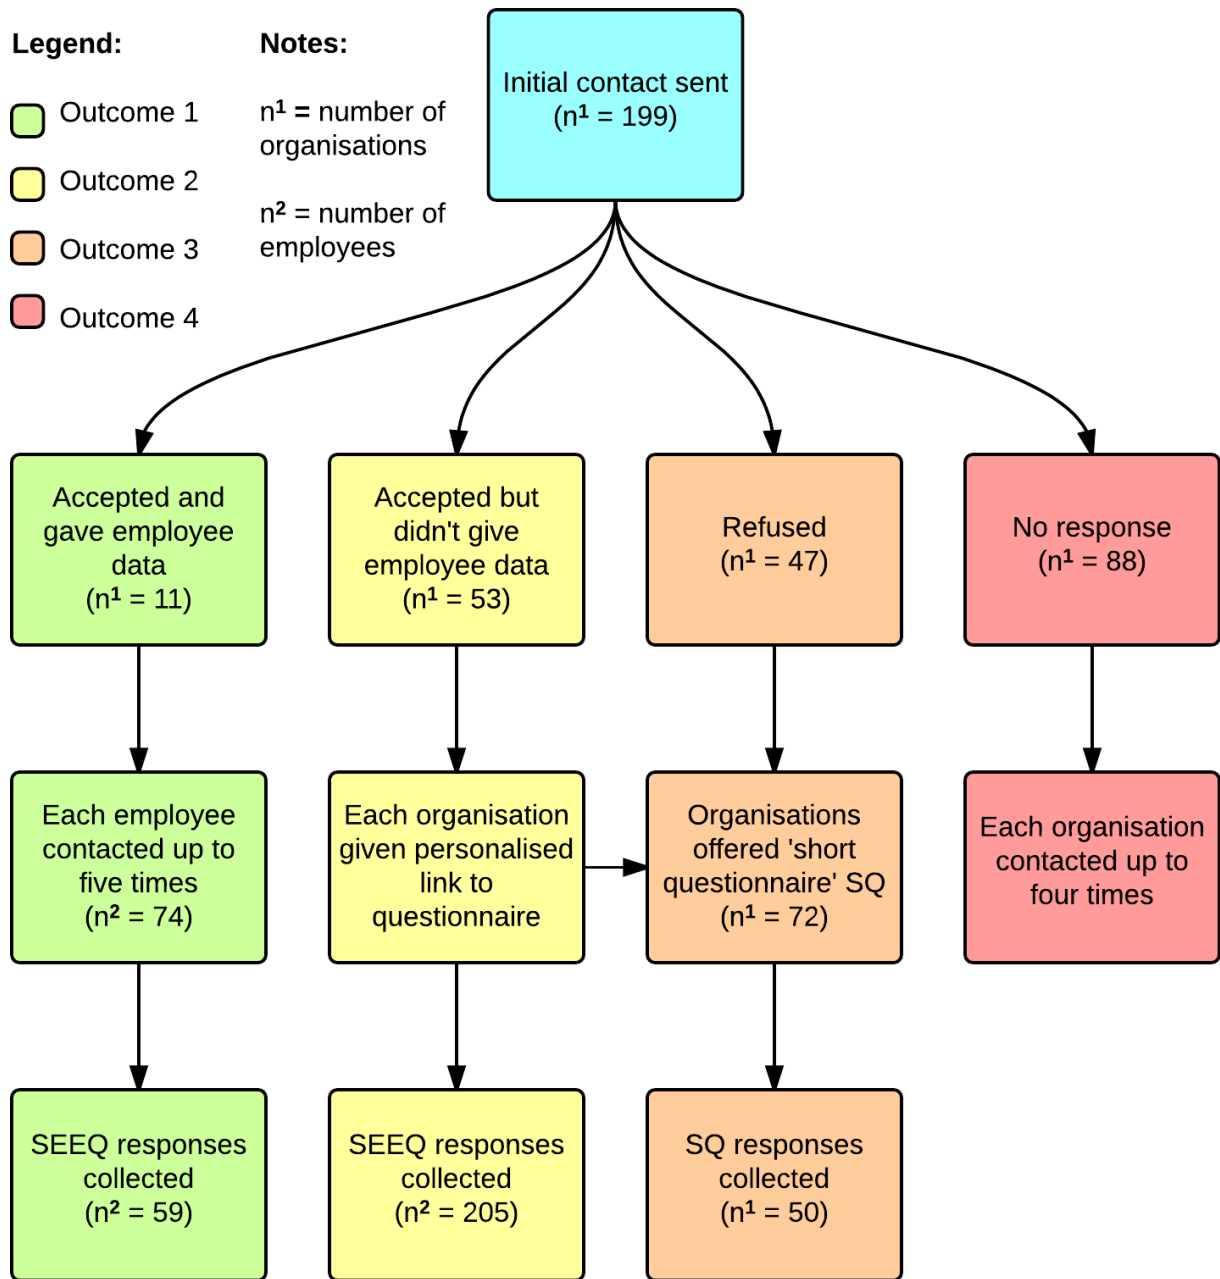 Legend:
Outcome 1
Outcome 2
Outcome 3
Outcome 4
Notes:
n¹ = number of
organisations
n² = number of
employees
Initial contact sent
(n¹ = 199)
Accepted and
gave employee
data
(n¹ = 11)
Accepted but
didn't give
employee data
(n¹ = 53)
Refused
(n¹ = 47)
No response
(n¹ = 88)
Each employee
contacted up to
five times
(n² = 74)
Each organisation
given personalised
link to
questionnaire
Organisations
offered 'short
questionnaire' SQ
(n¹ = 72)
Each organisation
contacted up to
four times
SEEQ responses
collected
(n² = 59)
SEEQ responses
collected
(n² = 205)
SQ responses
collected
(n¹ = 50)